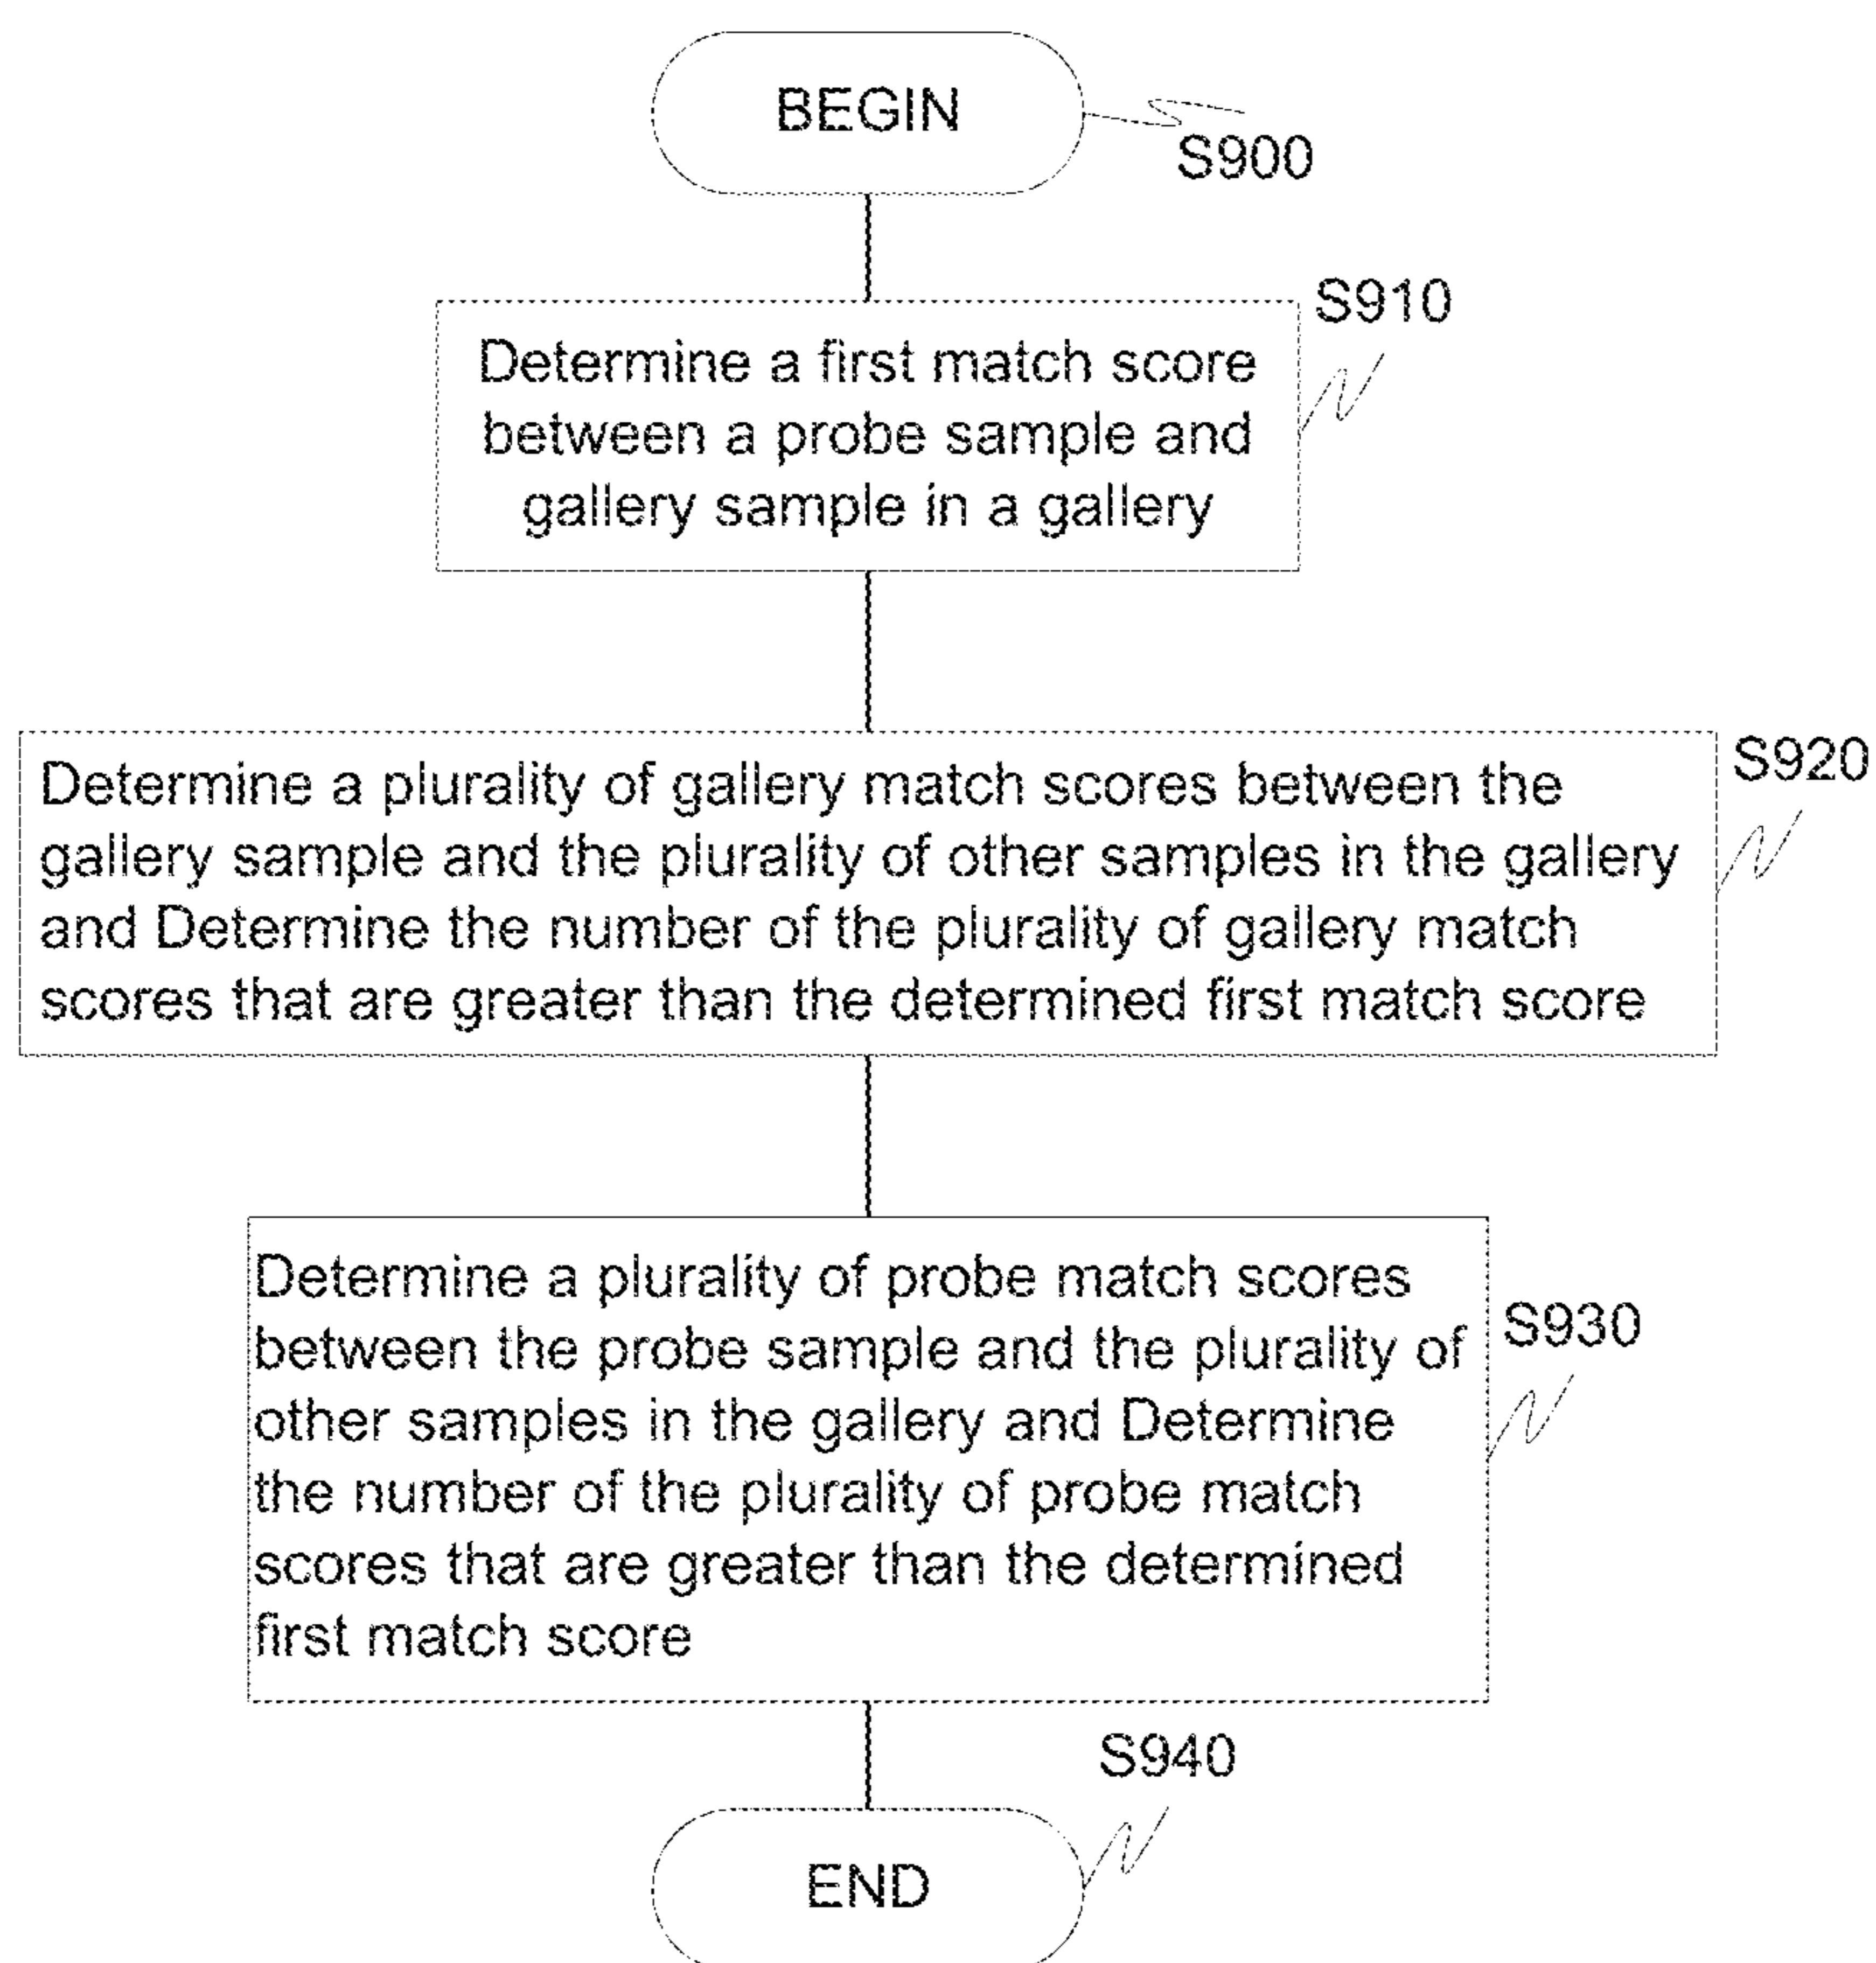 BEGIN
S900
S910
Determine a first match score
between a probe sample and
gallery sample in a gallery
S920
Determine a plurality of gallery match scores between the
gallery sample and the plurality of other samples in the gallery
and Determine the number of the plurality of gallery match
scores that are greater than the determined first match score
Determine a plurality of probe match scores
S930
between the probe sample and the plurality of
other samples in the gallery and Determine
the number of the plurality of probe match
scores that are greater than the determined
first match score
S940
END